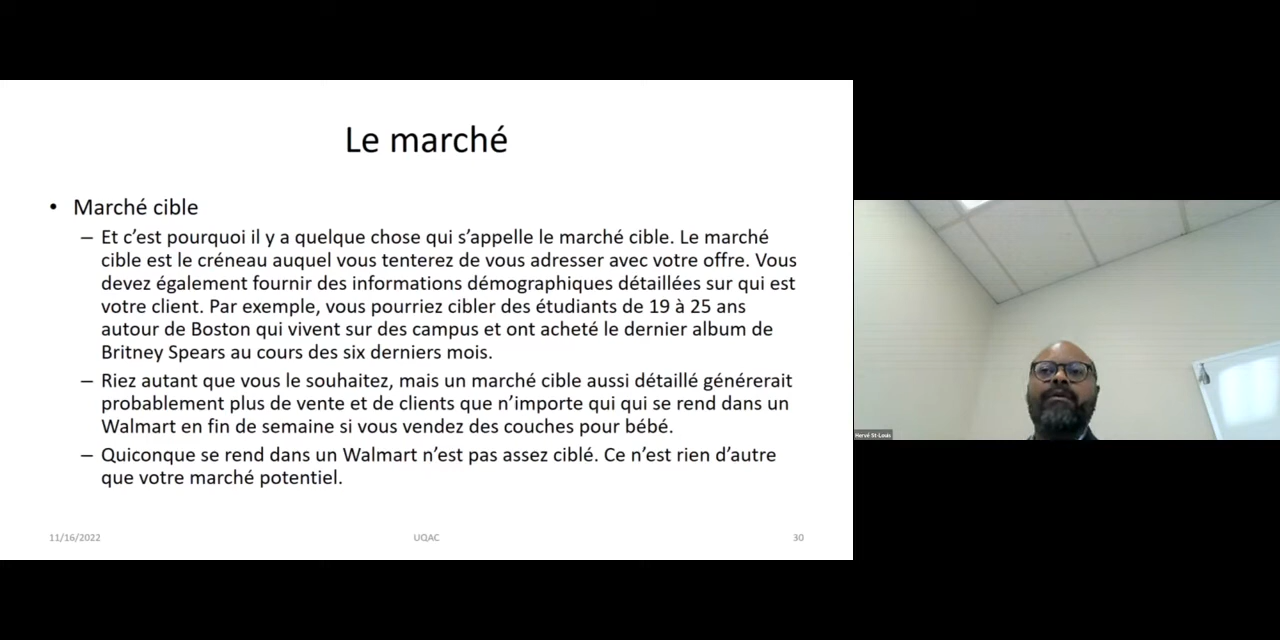 Le marché
• Marché cible
– Et c’est pourquoi il y a quelque chose qui s’appelle le marché cible. Le marché
cible est le créneau auquel vous tenterez de vous adresser avec votre offre. Vous
devez également fournir des informations démographiques détaillées sur qui est
votre client. Par exemple, vous pourriez cibler des étudiants de 19 à 25 ans
autour de Boston qui vivent sur des campus et ont acheté le dernier album de
Britney Spears au cours des six derniers mois.
– Riez autant que vous le souhaitez, mais un marché cible aussi détaillé générerait
probablement plus de vente et de clients que n’importe qui qui se rend dans un
Walmart en fin de semaine si vous vendez des couches pour bébé.
– Quiconque se rend dans un Walmart n’est pas assez ciblé. Ce n’est rien d’autre
que votre marché potentiel.
11/16/2022
UQAC
30
Hervé St-Louis